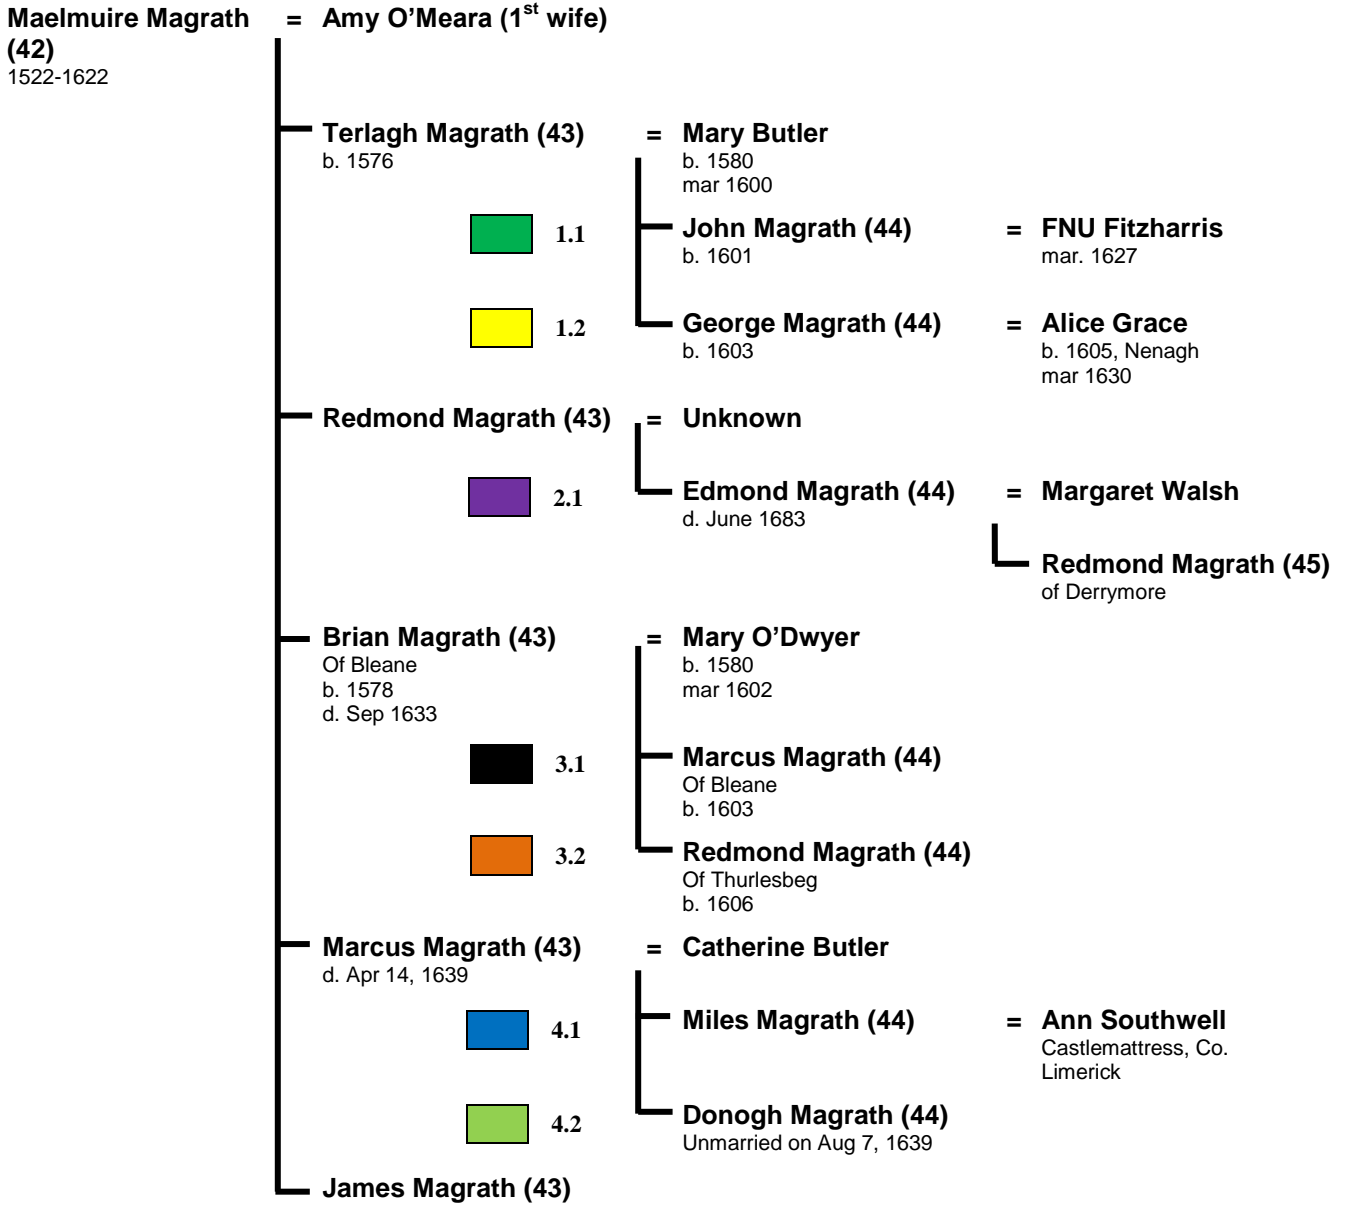 Maelmuire Magrath = Amy O’Meara (1st wife)
(42)
1522-1622
Terlagh Magrath (43) = Mary Butler
b. 1576
b. 1580
mar 1600
1.1
John Magrath (44) = FNU Fitzharris
b. 1601
mar. 1627
1.2
George Magrath (44) = Alice Grace
b. 1603
b. 1605, Nenagh
mar 1630
Redmond Magrath (43) = Unknown
2.1
Edmond Magrath (44) = Margaret Walsh
d. June 1683
Redmond Magrath (45)
of Derrymore
Brian Magrath (43) = Mary O’Dwyer
Of Bleane
b. 1578
d. Sep 1633
b. 1580
mar 1602
3.1
Marcus Magrath (44)
Of Bleane
b. 1603
3.2
Redmond Magrath (44)
Of Thurlesbeg
b. 1606
Marcus Magrath (43) = Catherine Butler
d. Apr 14, 1639
4.1
Miles Magrath (44) = Ann Southwell
Castlemattress, Co.
Limerick
4.2
Donogh Magrath (44)
Unmarried on Aug 7, 1639
James Magrath (43)